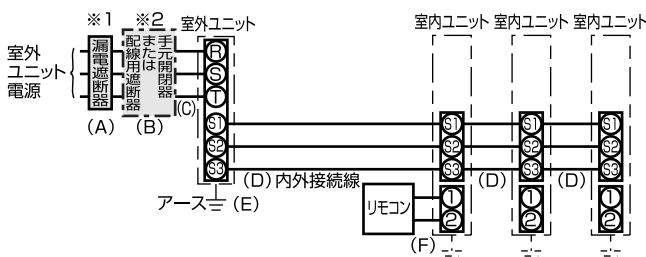 ※1
※2
室外ユニット
室内ユニット
室内ユニット
室内ユニット
室外
ユニット
電源
漏電遮断器
手元開閉器
または
配線用遮断器
R
S
T
(A)
(B)
(C)
S1
S2
S3
S1
S2
S3
S1
S2
S3
S1
S2
S3
(D)内外接続線
(D)
(D)
アース
(E)
リモコン
1
2
1
2
1
2
(F)